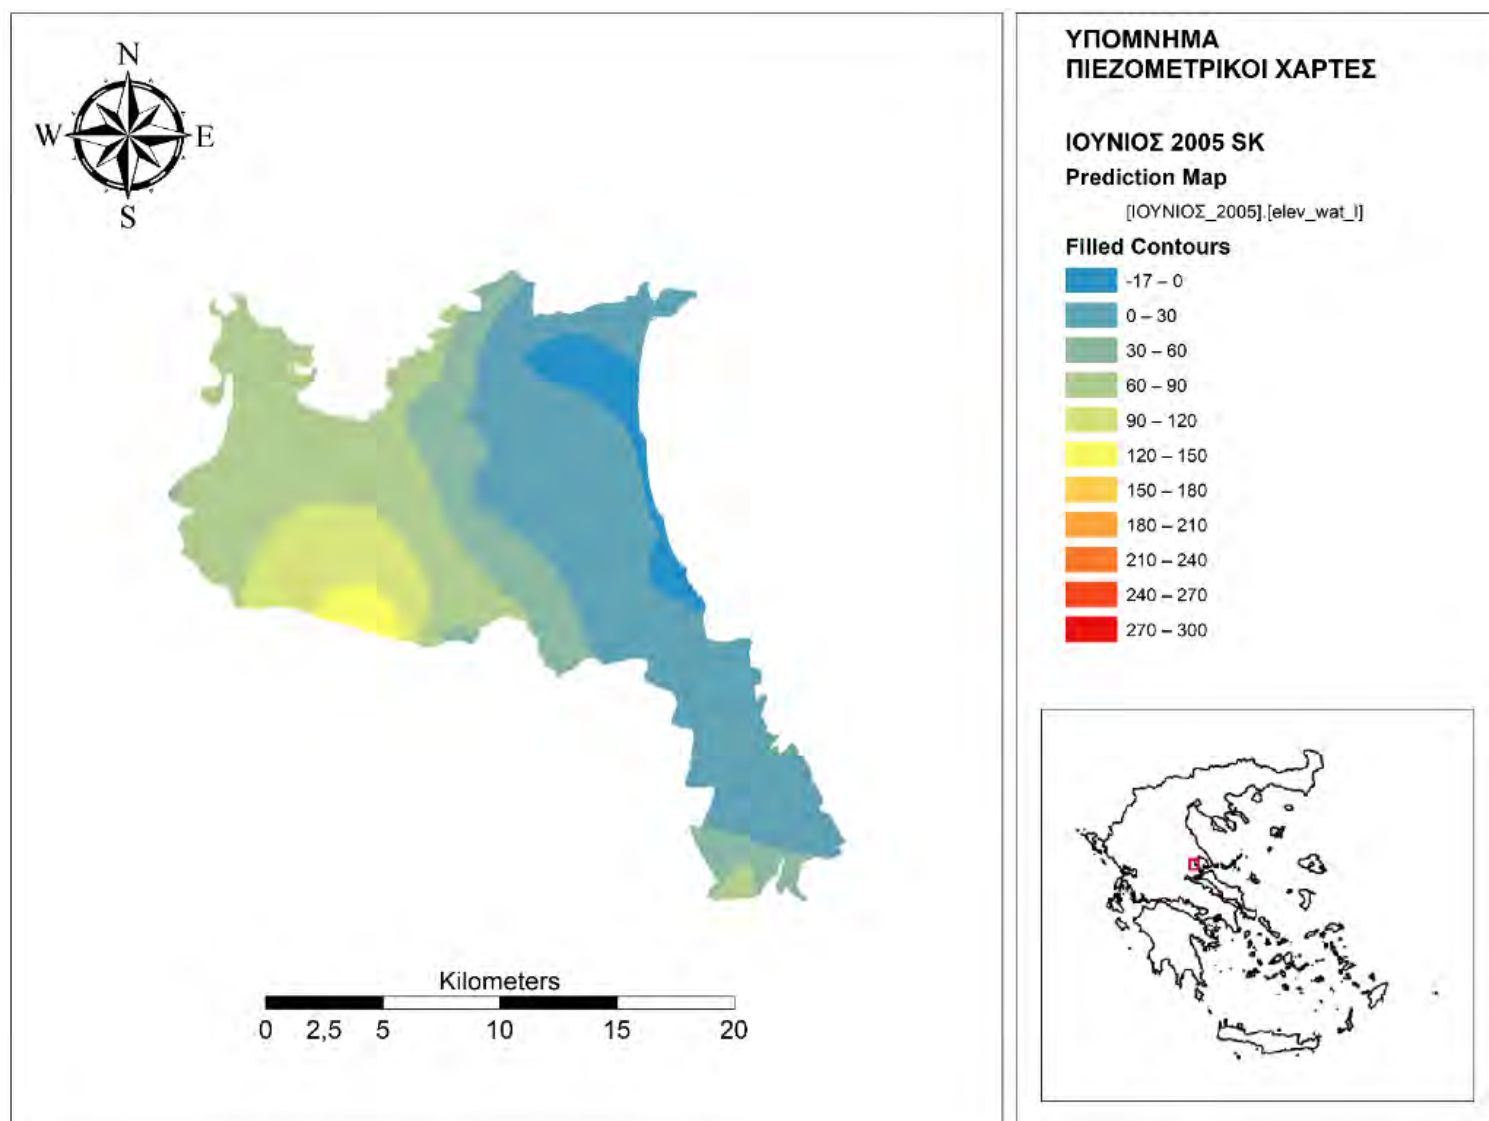 N
W E
S
Kilometers
0 2,5 5 10 15 20
ΥΠΟΜΝΗΜΑ
ΠΙΕΖΟΜΕΤΡΙΚΟΙ ΧΑΡΤΕΣ
ΙΟΥΝΙΟΣ 2005 SK
Prediction Map
[ΙΟΥΝΙΟΣ_2005].[elev_wat_l]
Filled Contours
-17 – 0
0 – 30
30 – 60
60 – 90
90 – 120
120 – 150
150 – 180
180 – 210
210 – 240
240 – 270
270 – 300